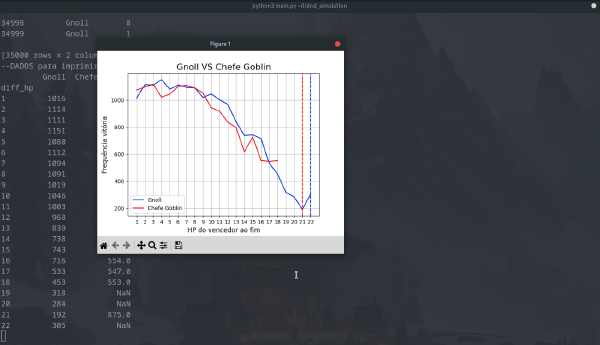 python3 main.py ~/i/dnd_simulation
34998 Gnoll 8
34999 Gnoll 1
[35000 rows x 2 colum
--DADOS para imprimir
Gnoll Chefe
diff_hp
1 1016
2 1114
3 1111
4 1151
5 1080
6 1112
7 1094
8 1091
9 1019
10 1046
11 1003
12 968
13 839
14 738
15 743
16 716 554.0
17 533 547.0
18 453 553.0
19 318 NaN
20 284 NaN
21 192 875.0
22 305 NaN
Figure 1
Gnoll VS Chefe Goblin
Frequência vitória
1000
800
600
400
200
Gnoll
Chefe Goblin
1 2 3 4 5 6 7 8 9 10 11 12 13 14 15 16 17 18 19 20 21 22
HP do vencedor ao fim